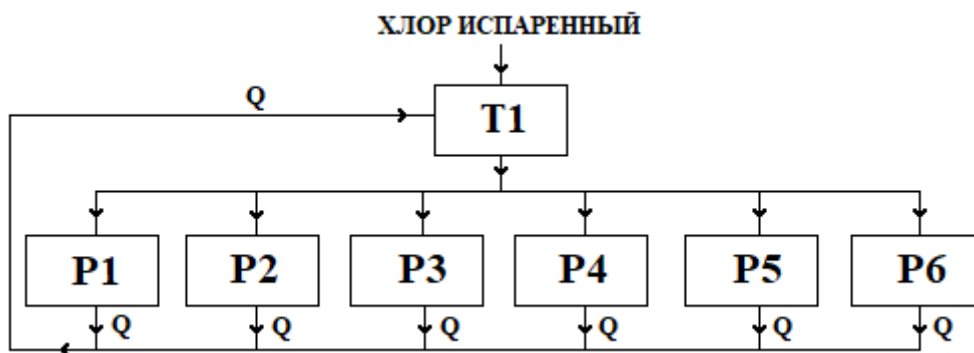 ХЛОР ИСПАРЕННЫЙ
Q
T1
P1 P2 P3 P4 P5 P6
Q Q Q Q Q Q